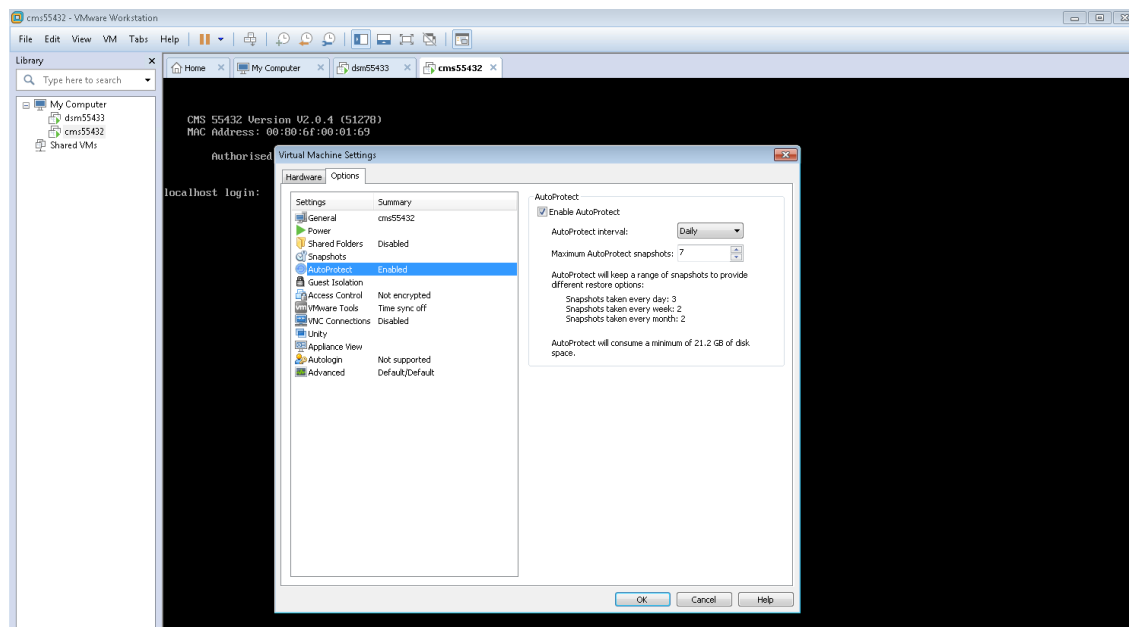 cms55432 - VMware Workstation
File Edit View VM Tabs Help
Library
Type here to search
My Computer
dsm55433
cms55432
Shared VMs
Home My Computer dsm55433 cms55432
CMS 55432 Version V2.0.4 (51278)
MAC Address: 00:80:6f:00:01:69
Authorised
localhost login:
Virtual Machine Settings
Hardware Options
Settings Summary
General cms55432
Power
Shared Folders Disabled
Snapshots
AutoProtect Enabled
Guest Isolation
Access Control Not encrypted
VMware Tools Time sync off
VNC Connections Disabled
Unity
Appliance View
Autologin Not supported
Advanced Default/Default
AutoProtect
Enable AutoProtect
AutoProtect interval: Daily
Maximum AutoProtect snapshots: 7
AutoProtect will keep a range of snapshots to provide
different restore options:
Snapshots taken every day: 3
Snapshots taken every week: 2
Snapshots taken every month: 2
AutoProtect will consume a minimum of 21.2 GB of disk
space.
OK Cancel Help